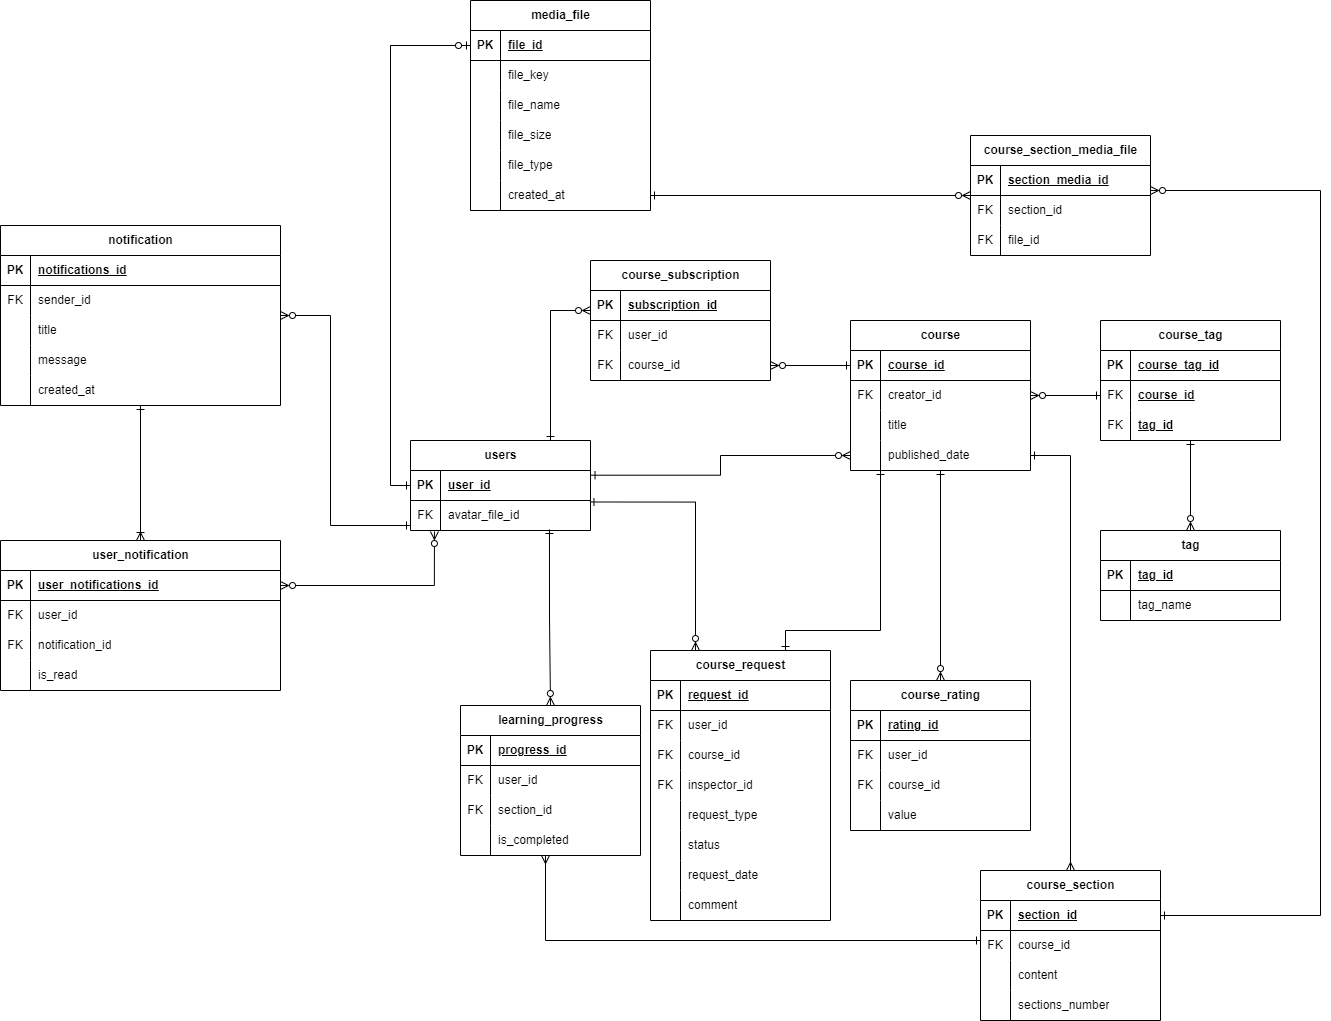 media_file
PK file_id
file_key
file_name
file_size
file_type
created_at
course_section_media_file
PK section_media_id
FK section_id
FK file_id
notification
PK notifications_id
FK sender_id
title
message
created_at
course_subscription
PK subscription_id
FK user_id
FK course_id
course
PK course_id
FK creator_id
title
published_date
course_tag
PK course_tag_id
FK course_id
FK tag_id
users
PK user_id
FK avatar_file_id
user_notification
PK user_notifications_id
FK user_id
FK notification_id
is_read
tag
PK tag_id
tag_name
learning_progress
PK progress_id
FK user_id
FK section_id
is_completed
course_request
PK request_id
FK user_id
FK course_id
FK inspector_id
request_type
status
request_date
comment
course_rating
PK rating_id
FK user_id
FK course_id
value
course_section
PK section_id
FK course_id
content
sections_number